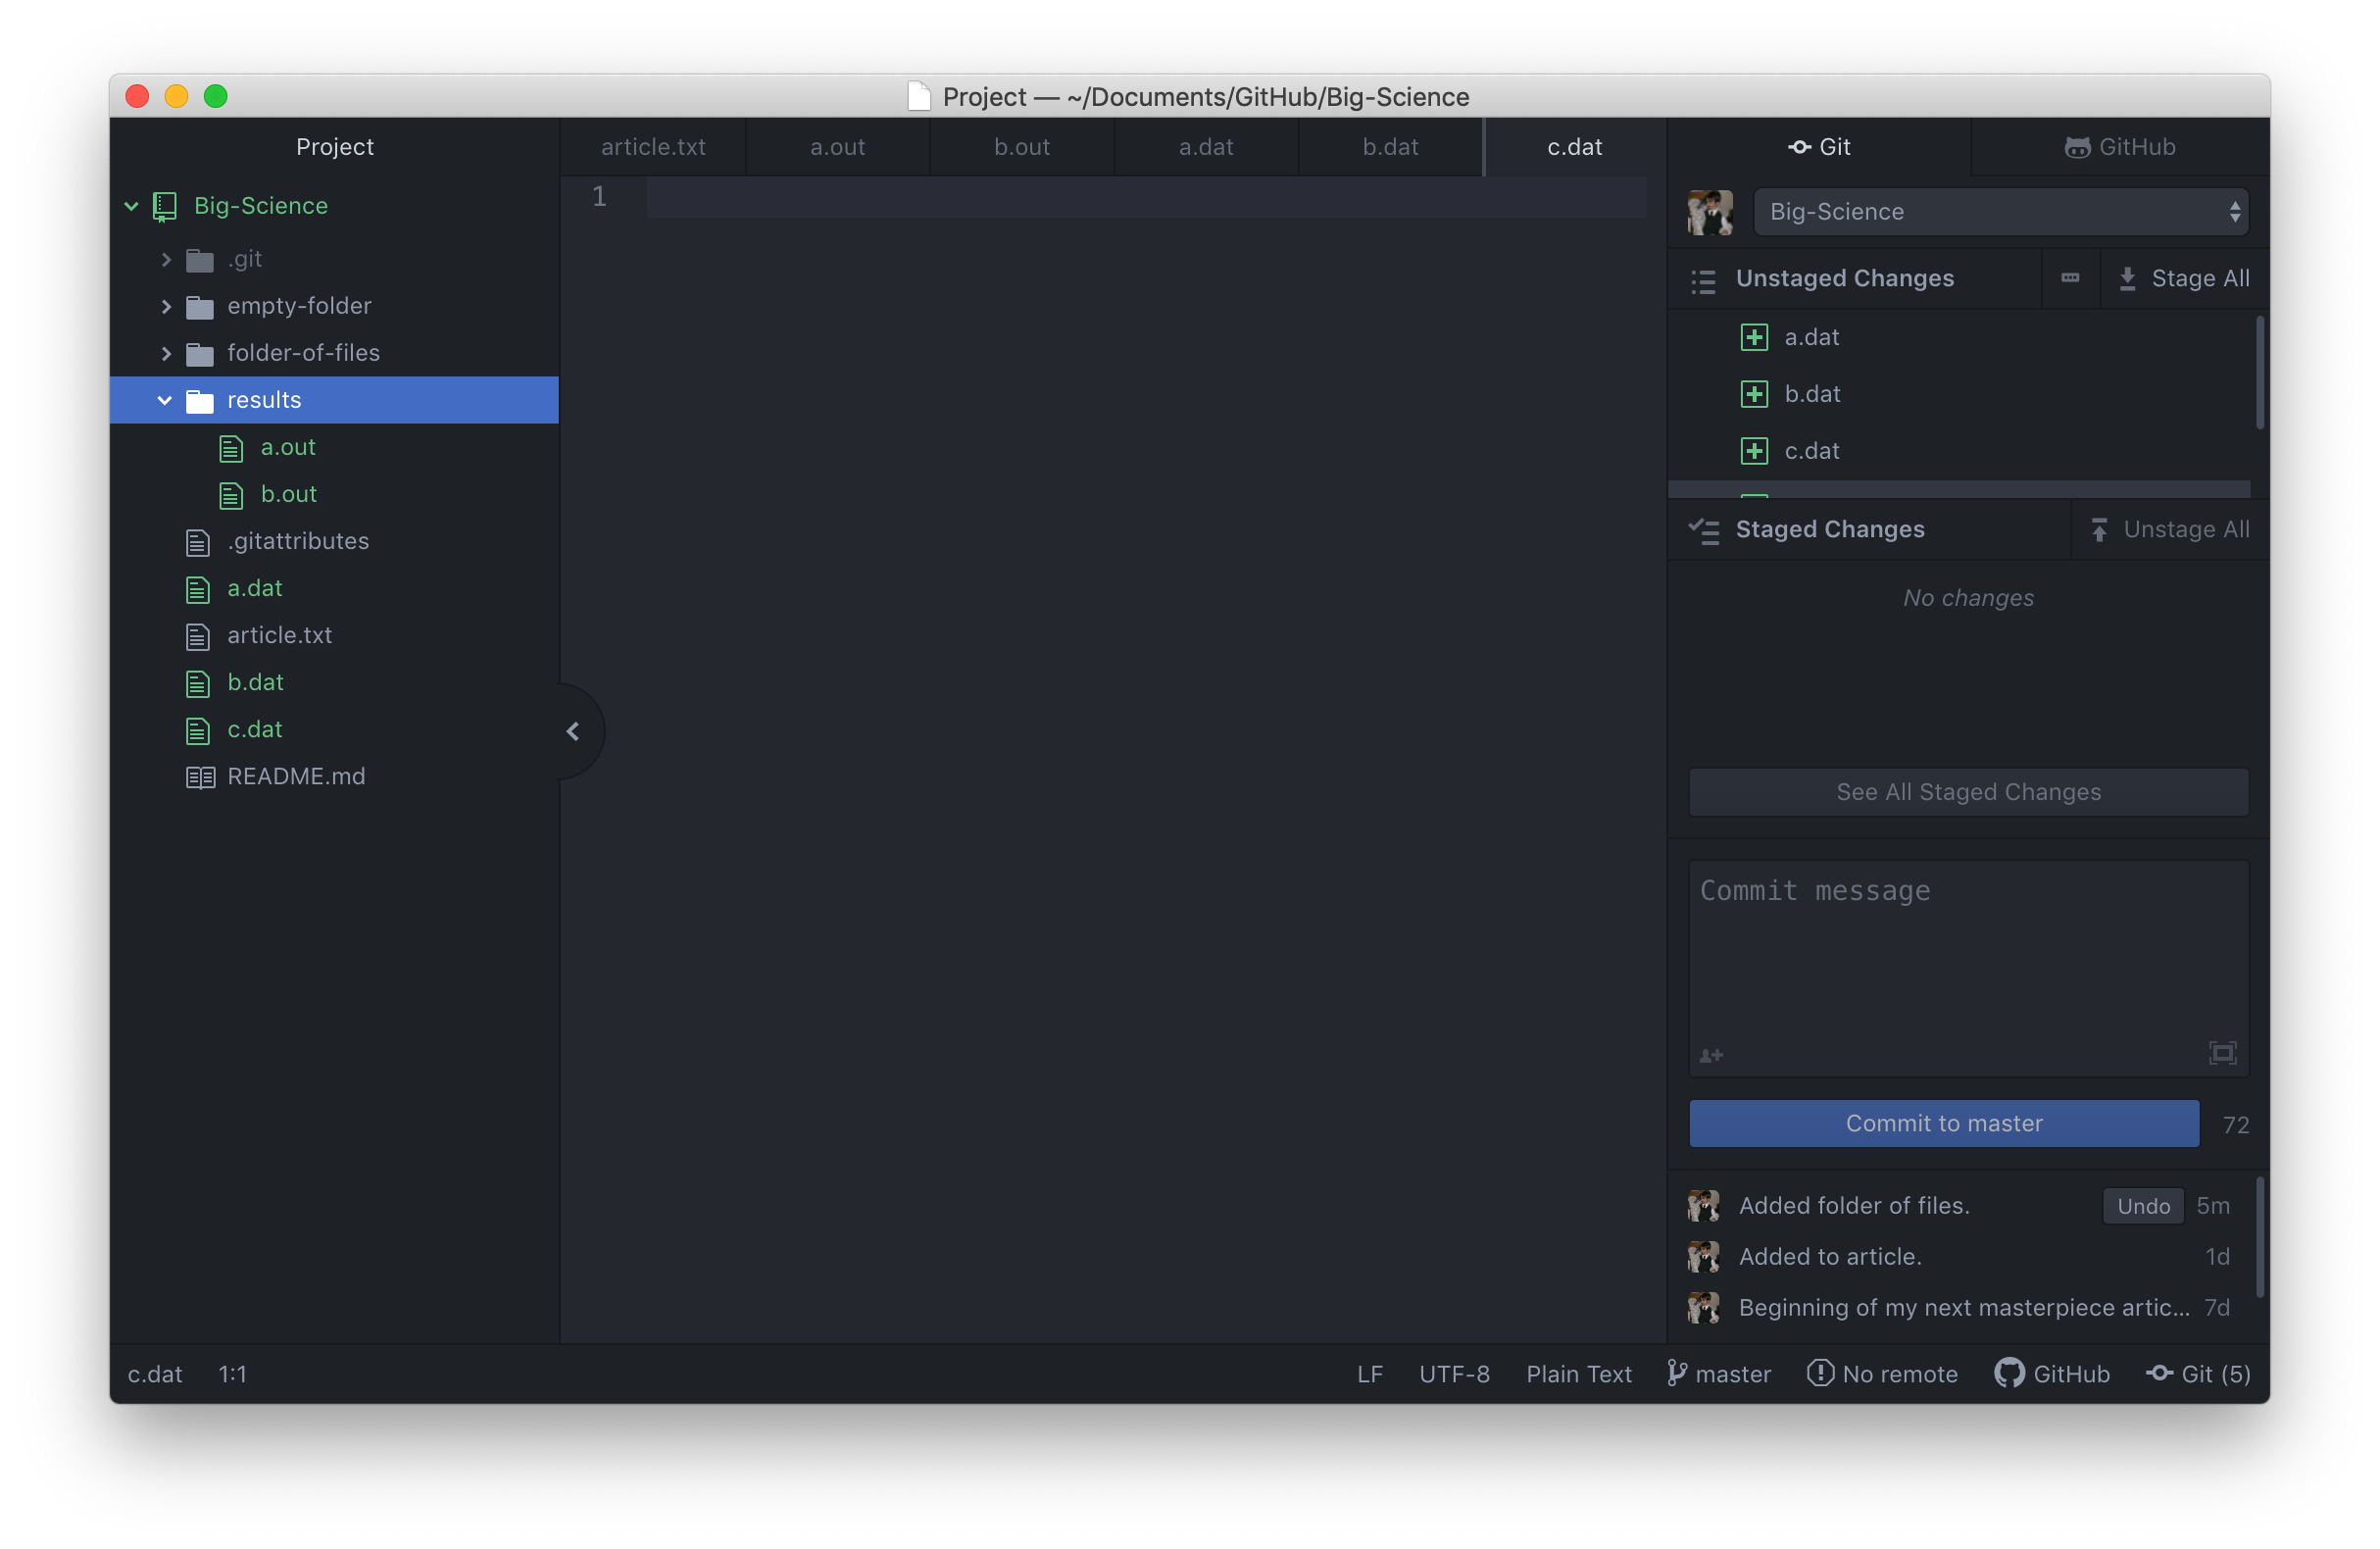 Project — ~/Documents/GitHub/Big-Science
Project
Big-Science
.git
empty-folder
folder-of-files
results
a.out
b.out
.gitattributes
a.dat
article.txt
b.dat
c.dat
README.md
article.txt a.out b.out a.dat b.dat c.dat
1
Git GitHub
Big-Science
Unstaged Changes Stage All
a.dat
b.dat
c.dat
Staged Changes Unstage All
No changes
See All Staged Changes
Commit message
Commit to master 72
Added folder of files. Undo 5m
Added to article. 1d
Beginning of my next masterpiece artic... 7d
c.dat 1:1 LF UTF-8 Plain Text master No remote GitHub Git (5)